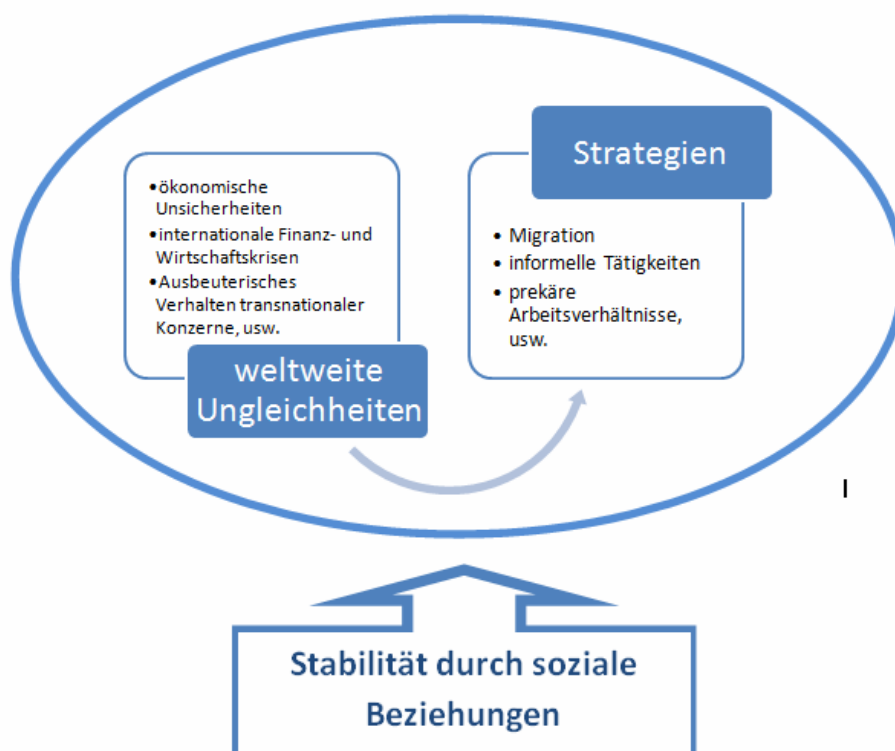 •ökonomische
Unsicherheiten
•internationale Finanz- und
Wirtschaftskrisen
•Ausbeuterisches
Verhalten transnationaler
Konzerne, usw.
weltweite
Ungleichheiten
Strategien
• Migration
• informelle Tätigkeiten
• prekäre
Arbeitsverhältnisse,
usw.
Stabilität durch soziale
Beziehungen